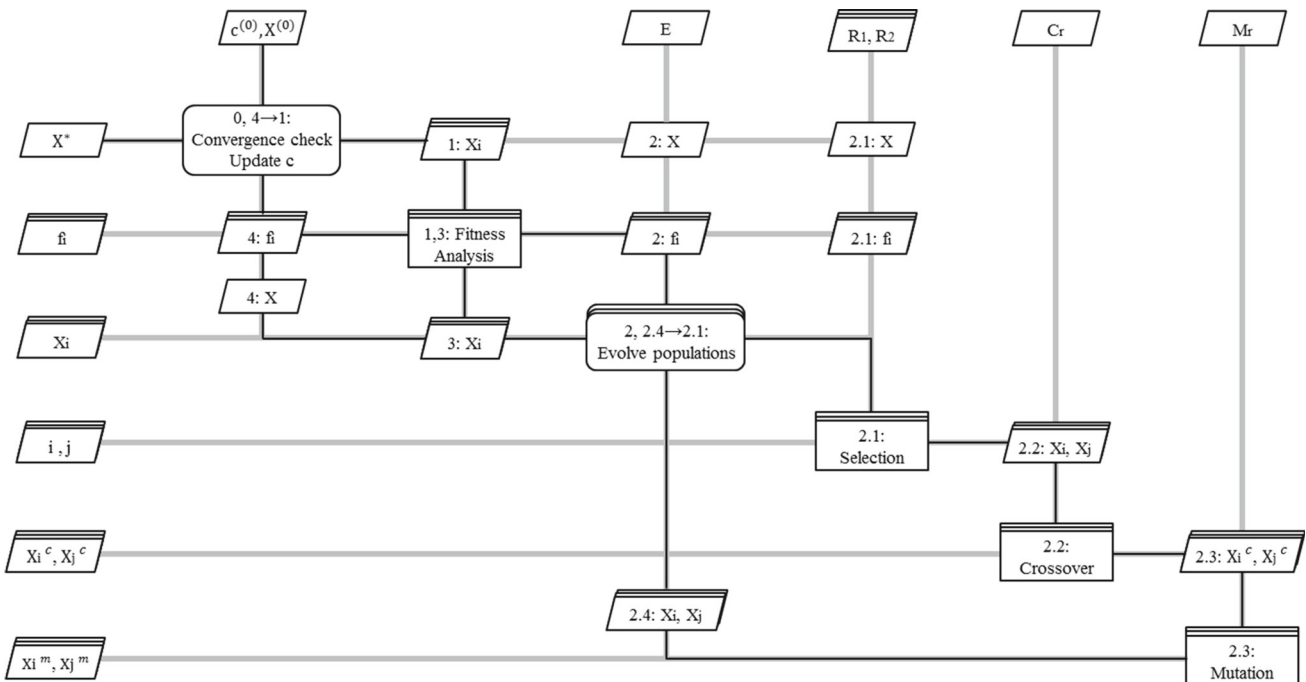 c⁽⁰⁾,X⁽⁰⁾
E
R₁, R₂
Cr
Mr
X*
0, 4→1:
Convergence check
Update c
1: Xi
2: X
2.1: X
fi
4: fi
1,3: Fitness
Analysis
2: fi
2.1: fi
4: X
Xi
3: Xi
2, 2.4→2.1:
Evolve populations
i , j
2.1:
Selection
2.2: Xi, Xj
Xi ᶜ, Xj ᶜ
2.2:
Crossover
2.3: Xi ᶜ, Xj ᶜ
2.4: Xi, Xj
Xi ᵐ, Xj ᵐ
2.3:
Mutation